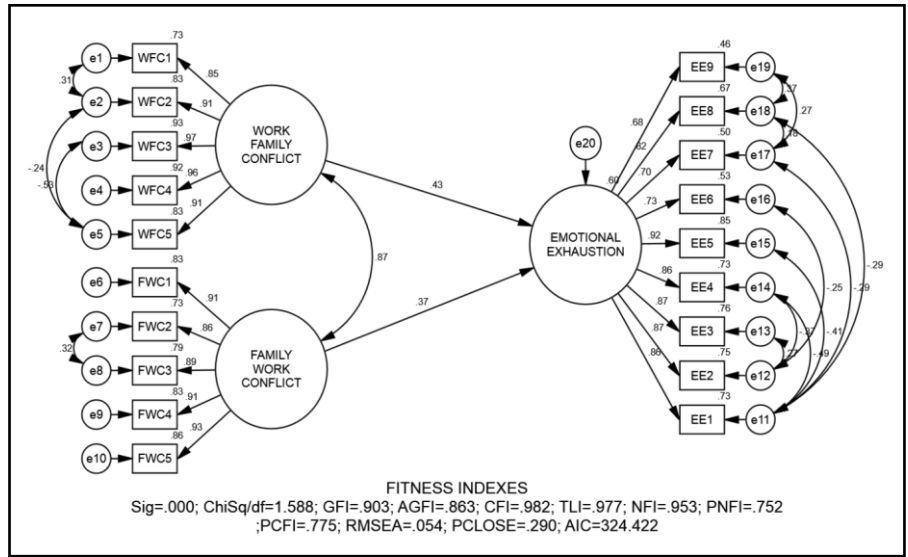 .73
e1 WFC1
.85
.31
.83
e2 WFC2
.91
.93
e3 WFC3
.97
-.24
-.53
.92
e4 WFC4
.96
.83
e5 WFC5
.91
WORK
FAMILY
CONFLICT
.43
.87
.83
e6 FWC1
.91
.73
e7 FWC2
.86
.32
.79
e8 FWC3
.89
.83
e9 FWC4
.91
.86
e10 FWC5
.93
FAMILY
WORK
CONFLICT
.37
e20
.60
EMOTIONAL
EXHAUSTION
.46
EE9 e19
.68
.37
.27
.67
EE8 e18
.82
.50
EE7 e17
.70
.53
EE6 e16
.73
.85
EE5 e15
.92
.73
EE4 e14
.86
.76
EE3 e13
.87
.75
EE2 e12
.87
.73
EE1 e11
.86
-.29
-.29
-.25
-.41
-.49
FITNESS INDEXES
Sig=.000; ChiSq/df=1.588; GFI=.903; AGFI=.863; CFI=.982; TLI=.977; NFI=.953; PNFI=.752
;PCFI=.775; RMSEA=.054; PCLOSE=.290; AIC=324.422